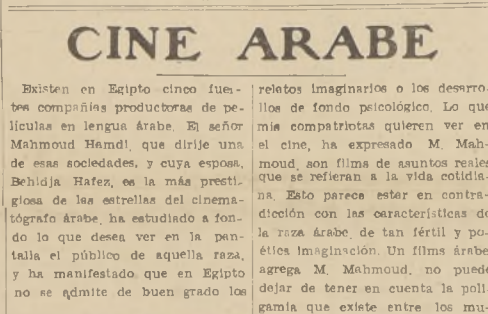 CINE ARABE
Existen en Egipto cinco fuer-
tes compañías productoras de pe-
lículas en lengua árabe. El señor
Mahmoud Hamdi, que dirije una
de esas sociedades, y cuya esposa,
Behidja Hafez, es la más presti-
giosa de las estrellas del cinema-
tógrafo árabe, ha estudiado a fon-
do lo que desea ver en la pan-
talla el público de aquella raza,
y ha manifestado que en Egipto
no se admite de buen grado los
relatos imaginarios o los desarro-
llos de fondo psicológico. Lo que
mis compatriotas quieren ver en
el cine, ha expresado M. Mah-
moud, son films de asuntos reales
que se refieran a la vida cotidia-
na. Esto parece estar en contra-
dicción con las características de
la raza árabe, de tan fértil y po-
ética imaginación. Un films árabe
agrega M. Mahmoud, no puede
dejar de tener en cuenta la poli-
gamia que existe entre los mu-